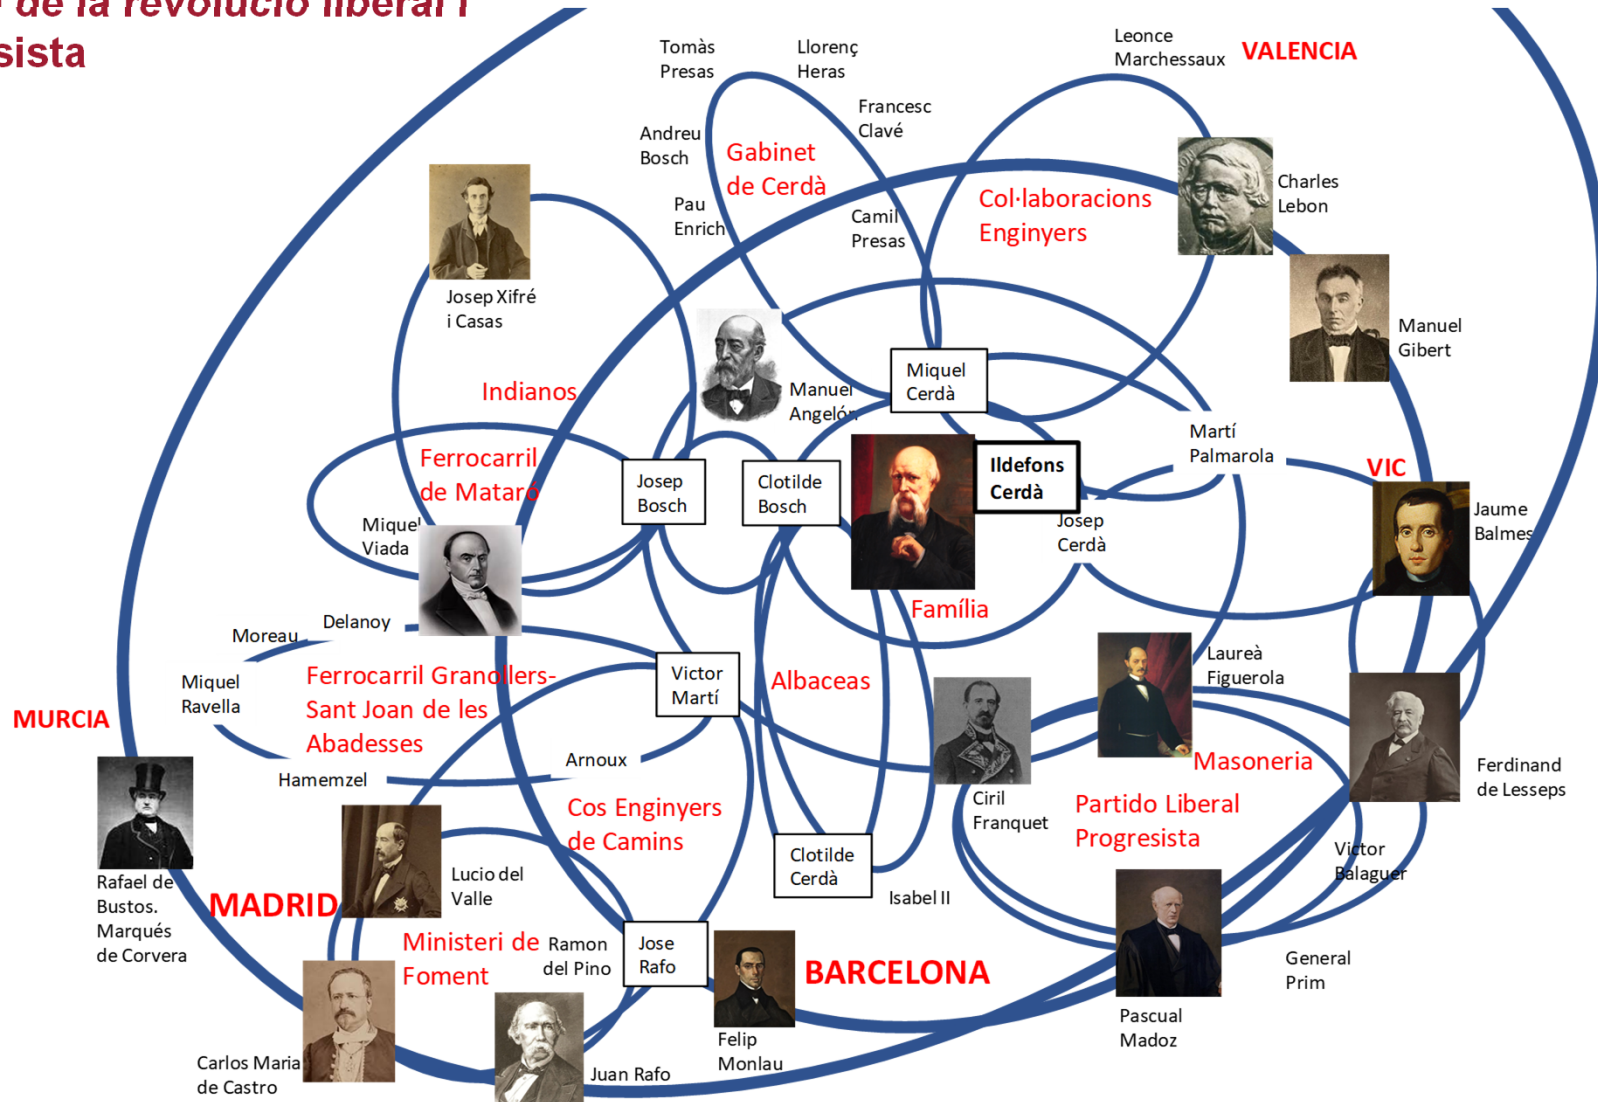 de la revolució liberal i
sista
Tomàs
Presas
Llorenç
Heras
Leonce
Marchessaux
VALENCIA
Francesc
Clavé
Andreu
Bosch
Gabinet
de Cerdà
Pau
Enrich
Camil
Presas
Col·laboracions
Enginyers
Charles
Lebon
Josep Xifré
i Casas
Manuel
Gibert
Indianos
Manuel
Angelón
Miquel
Cerdà
Martí
Palmarola
VIC
Ferrocarril
de Mataró
Josep
Bosch
Clotilde
Bosch
Ildefons
Cerdà
Miquel
Viada
Josep
Cerdà
Jaume
Balmes
Família
Delanoy
Moreau
Miquel
Ravella
Ferrocarril Granollers-
Sant Joan de les
Abadesses
Victor
Martí
Albaceas
Laureà
Figuerola
MURCIA
Arnoux
Hamemzel
Masoneria
Ferdinand
de Lesseps
Cos Enginyers
de Camins
Ciril
Franquet
Partido Liberal
Progresista
Victor
Balaguer
Clotilde
Cerdà
Isabel II
Lucio del
Valle
Rafael de
Bustos.
Marqués
de Corvera
MADRID
Ministeri de
Foment
Ramon
del Pino
Jose
Rafo
BARCELONA
General
Prim
Pascual
Madoz
Felip
Monlau
Carlos Maria
de Castro
Juan Rafo